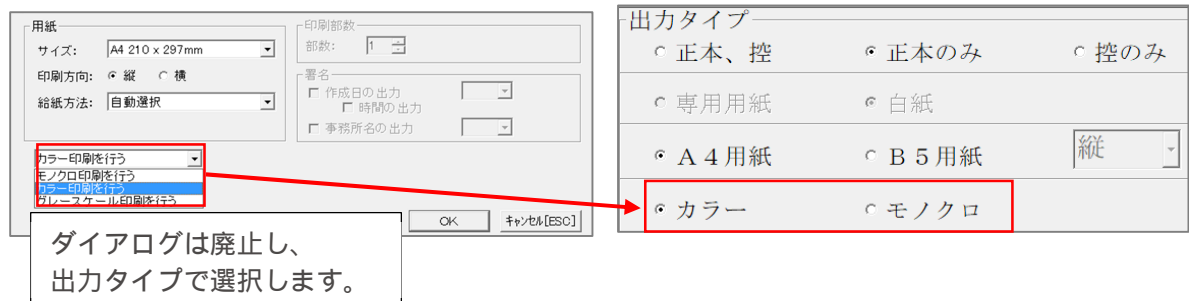 用紙
サイズ: A4 210 x 297mm
印刷方向: 縦 横
給紙方法: 自動選択
印刷部数
部数: 1
署名
作成日の出力
時間の出力
事務所名の出力
カラー印刷を行う
モノクロ印刷を行う
カラー印刷を行う
グレースケール印刷を行う
OK キャンセル[ESC]
ダイアログは廃止し、
出力タイプで選択します。
出力タイプ
正本、控 正本のみ 控のみ
専用用紙 白紙
A4用紙 B5用紙 縦
カラー モノクロ